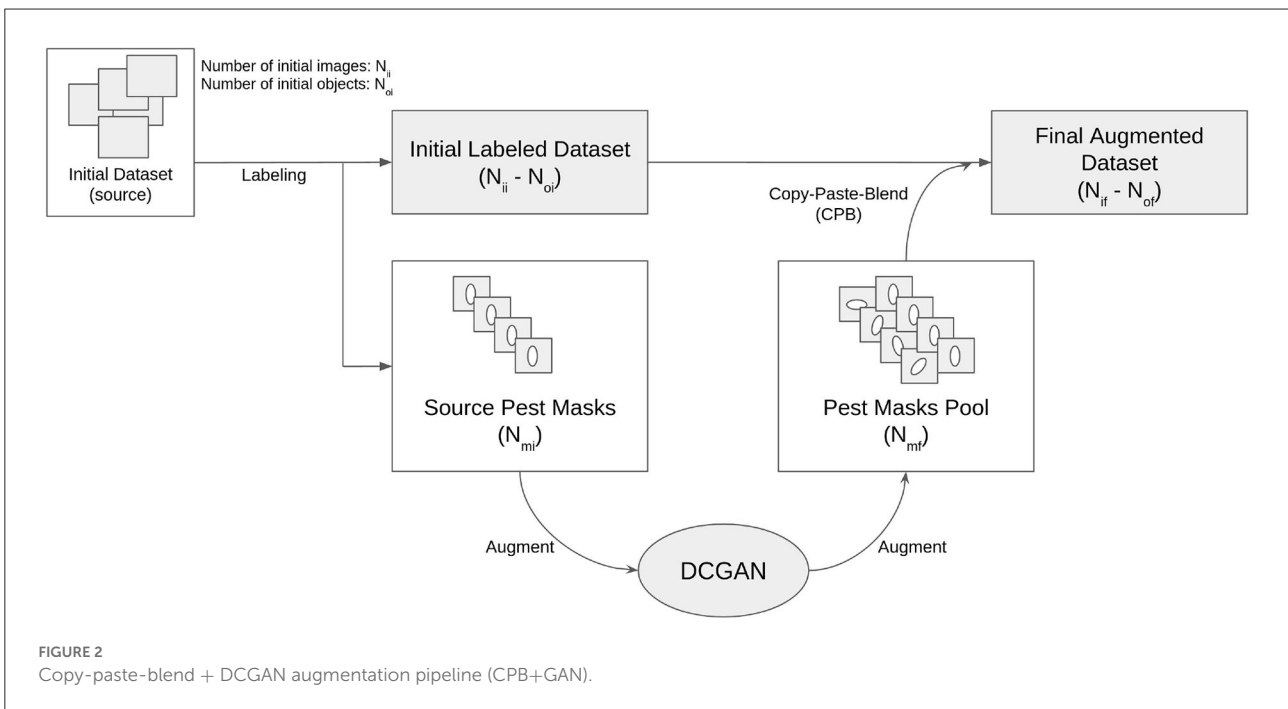 Number of initial images: N_ii
Number of initial objects: N_oi
Initial Dataset
(source)
Labeling
Initial Labeled Dataset
(N_ii - N_oi)
Copy-Paste-Blend
(CPB)
Final Augmented
Dataset
(N_if - N_of)
Source Pest Masks
(N_mi)
Pest Masks Pool
(N_mf)
Augment
DCGAN
Augment
FIGURE 2
Copy-paste-blend + DCGAN augmentation pipeline (CPB+GAN).